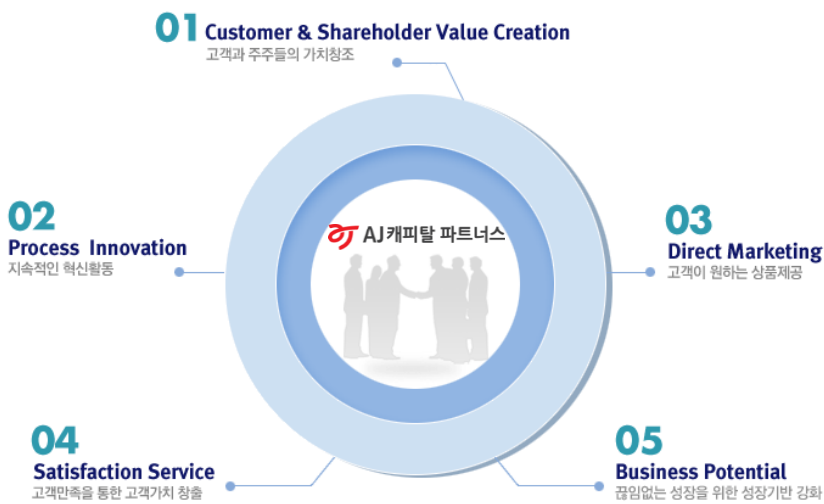 01 Customer & Shareholder Value Creation
고객과 주주들의 가치창조
02
Process Innovation
지속적인 혁신활동
03
Direct Marketing
고객이 원하는 상품제공
AJ캐피탈 파트너스
04
Satisfaction Service
고객만족을 통한 고객가치 창출
05
Business Potential
끊임없는 성장을 위한 성장기반 강화